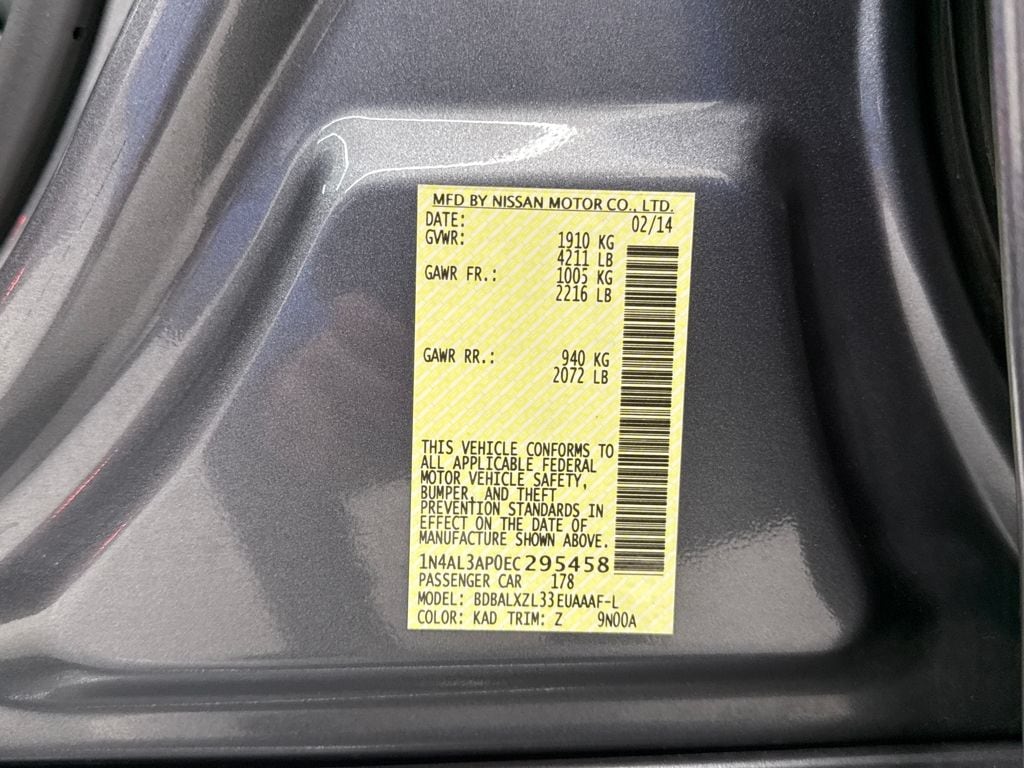 MFD BY NISSAN MOTOR CO., LTD.
DATE: 02/14
GVWR: 1910 KG
4211 LB
GAWR FR.: 1005 KG
2216 LB
GAWR RR.: 940 KG
2072 LB
THIS VEHICLE CONFORMS TO
ALL APPLICABLE FEDERAL
MOTOR VEHICLE SAFETY,
BUMPER, AND THEFT
PREVENTION STANDARDS IN
EFFECT ON THE DATE OF
MANUFACTURE SHOWN ABOVE.
1N4AL3AP0EC295458
PASSENGER CAR 178
MODEL: BDBALXZL33EUAAAF-L
COLOR: KAD TRIM: Z 9N00A